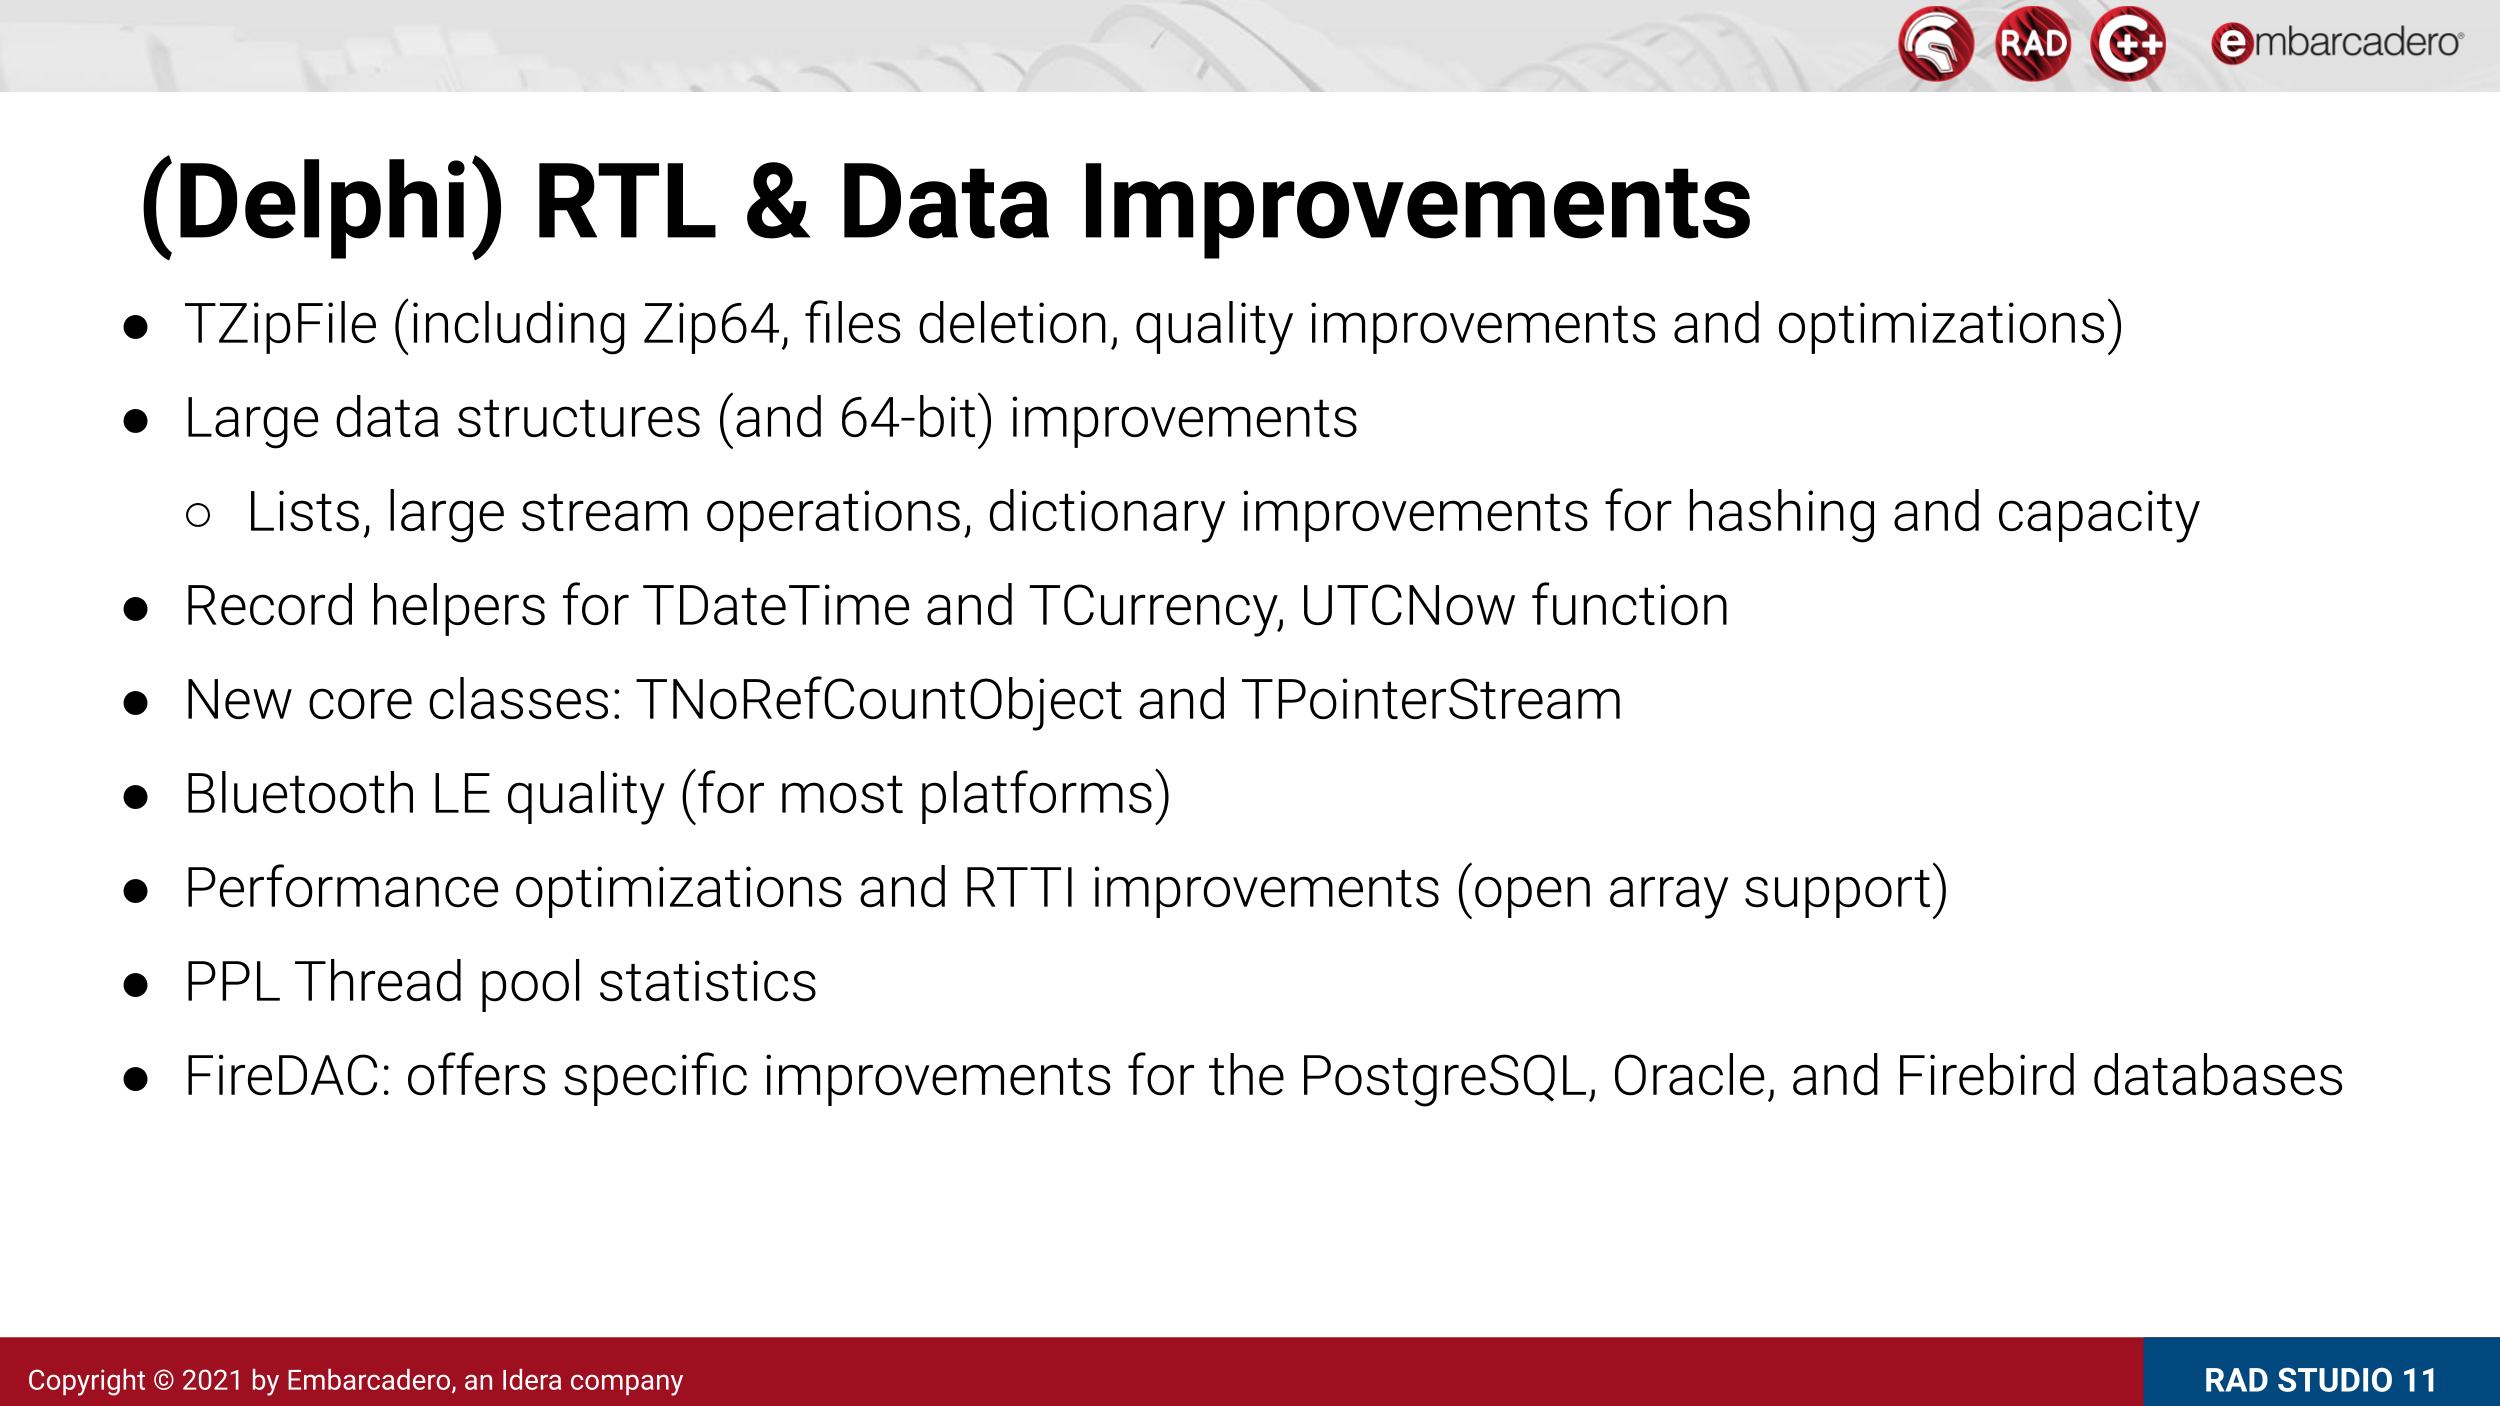 RAD
C++
embarcadero®
(Delphi) RTL & Data Improvements
● TZipFile (including Zip64, files deletion, quality improvements and optimizations)
● Large data structures (and 64-bit) improvements
○ Lists, large stream operations, dictionary improvements for hashing and capacity
● Record helpers for TDateTime and TCurrency, UTCNow function
● New core classes: TNoRefCountObject and TPointerStream
● Bluetooth LE quality (for most platforms)
● Performance optimizations and RTTI improvements (open array support)
● PPL Thread pool statistics
● FireDAC: offers specific improvements for the PostgreSQL, Oracle, and Firebird databases
Copyright © 2021 by Embarcadero, an Idera company
RAD STUDIO 11